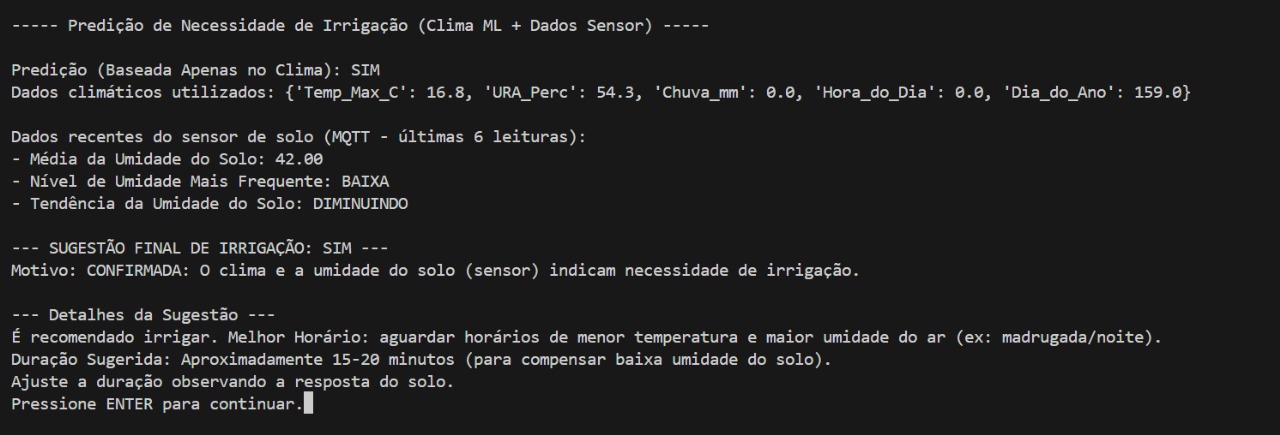 ----- Predição de Necessidade de Irrigação (Clima ML + Dados Sensor) -----
Predição (Baseada Apenas no Clima): SIM
Dados climáticos utilizados: {'Temp_Max_C': 16.8, 'URA_Perc': 54.3, 'Chuva_mm': 0.0, 'Hora_do_Dia': 0.0, 'Dia_do_Ano': 159.0}
Dados recentes do sensor de solo (MQTT - últimas 6 leituras):
- Média da Umidade do Solo: 42.00
- Nível de Umidade Mais Frequente: BAIXA
- Tendência da Umidade do Solo: DIMINUINDO
--- SUGESTÃO FINAL DE IRRIGAÇÃO: SIM ---
Motivo: CONFIRMADA: O clima e a umidade do solo (sensor) indicam necessidade de irrigação.
--- Detalhes da Sugestão ---
É recomendado irrigar. Melhor Horário: aguardar horários de menor temperatura e maior umidade do ar (ex: madrugada/noite).
Duração Sugerida: Aproximadamente 15-20 minutos (para compensar baixa umidade do solo).
Ajuste a duração observando a resposta do solo.
Pressione ENTER para continuar.